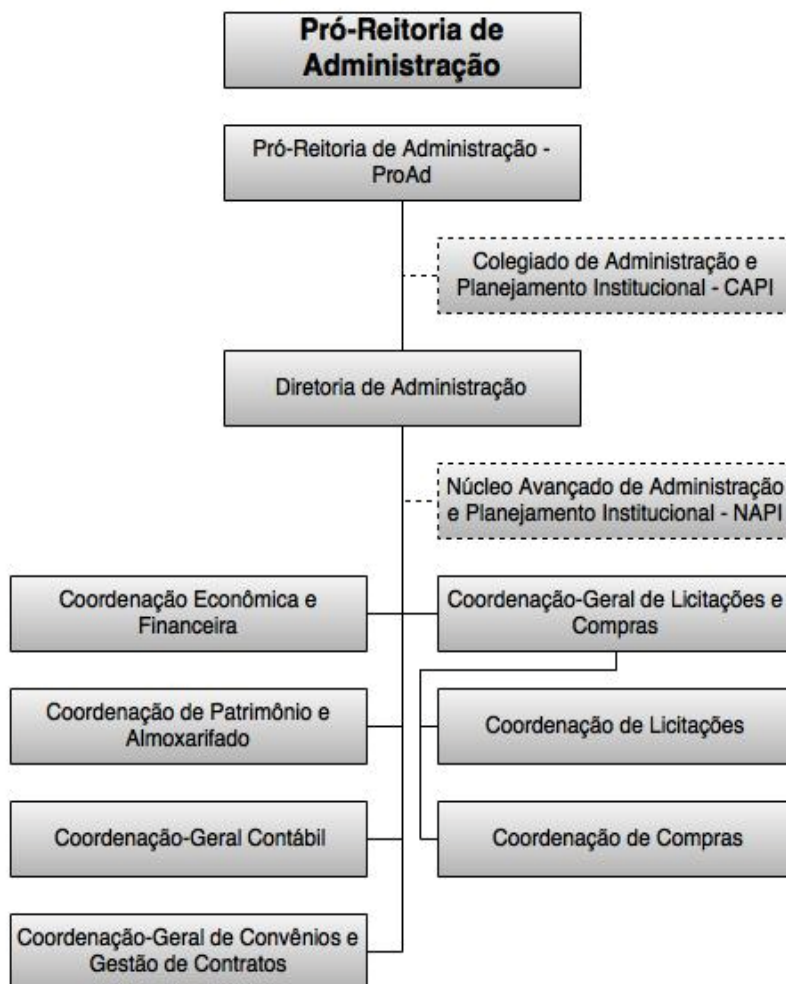 Pró-Reitoria de
Administração
Pró-Reitoria de Administração -
ProAd
Colegiado de Administração e
Planejamento Institucional - CAPI
Diretoria de Administração
Núcleo Avançado de Administração
e Planejamento Institucional - NAPI
Coordenação Econômica e
Financeira
Coordenação-Geral de Licitações e
Compras
Coordenação de Patrimônio e
Almoxarifado
Coordenação de Licitações
Coordenação-Geral Contábil
Coordenação de Compras
Coordenação-Geral de Convênios e
Gestão de Contratos